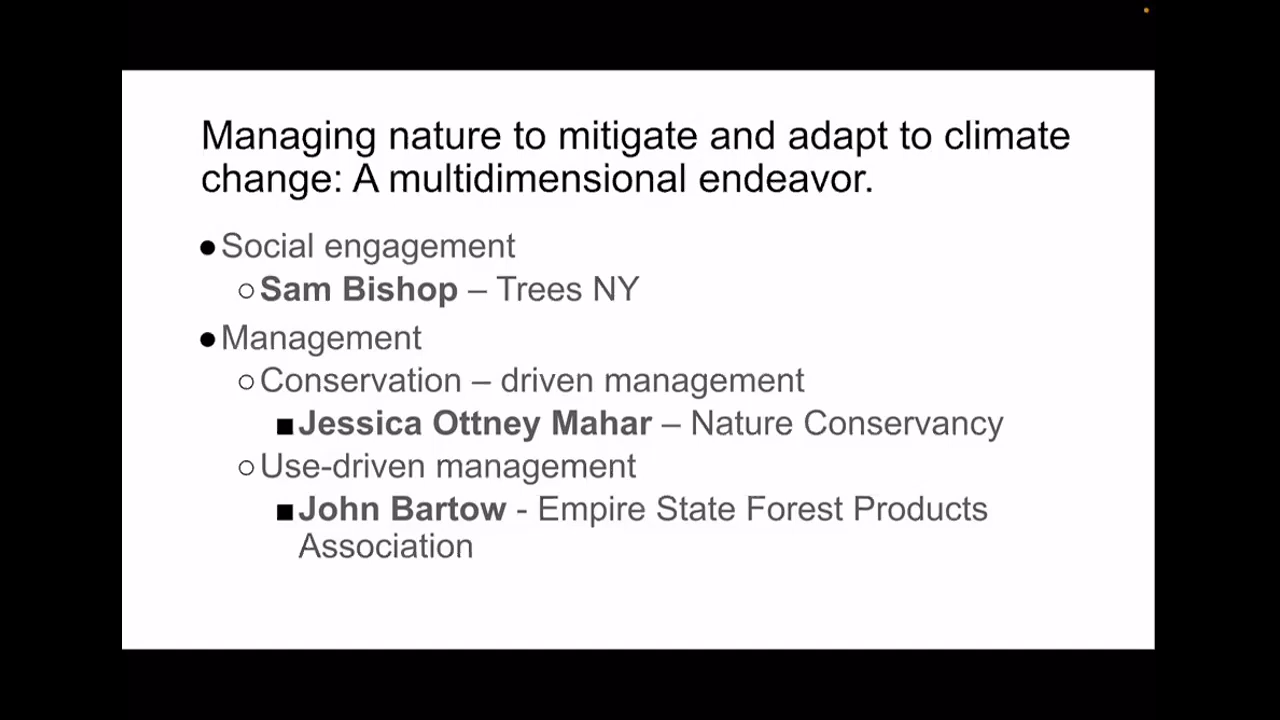 Managing nature to mitigate and adapt to climate
change: A multidimensional endeavor.
●Social engagement
○Sam Bishop – Trees NY
●Management
○Conservation – driven management
■Jessica Ottney Mahar – Nature Conservancy
○Use-driven management
■John Bartow - Empire State Forest Products
Association